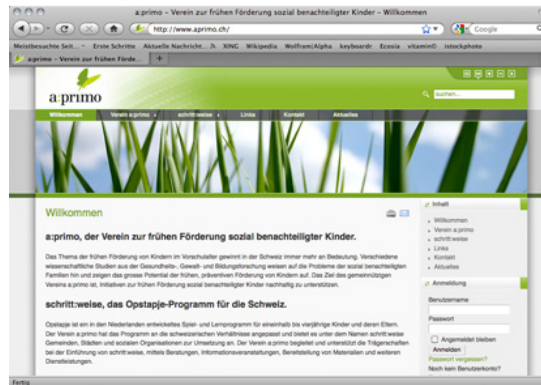 a:primo – Verein zur frühen Förderung sozial benachteiligter Kinder – Willkommen
http://www.aprimo.ch/
Google
Meistbesuchte Seit... Erste Schritte Aktuelle Nachricht... XING Wikipedia Wolfram|Alpha keyboardr Ecosia vitamin© istockphoto
a:primo – Verein zur frühen Förde...
a:primo
suchen...
Willkommen Verein a:primo schritt:weise Links Kontakt Aktuelles
Willkommen
a:primo, der Verein zur frühen Förderung sozial benachteiligter Kinder.
Das Thema der frühen Förderung von Kindern im Vorschulalter gewinnt in der Schweiz immer mehr an Bedeutung. Verschiedene
wissenschaftliche Studien aus der Gesundheits-, Gewalt- und Bildungsforschung weisen auf die Probleme der sozial benachteiligten
Familien hin und zeigen das grosse Potential der frühen, präventiven Förderung von Kindern auf. Das Ziel des gemeinnützigen
Vereins a:primo ist, Initiativen zur frühen Förderung sozial benachteiligter Kinder nachhaltig zu unterstützen.
schritt:weise, das Opstapje-Programm für die Schweiz.
Opstapje ist ein in den Niederlanden entwickeltes Spiel- und Lernprogramm für eineinhalb bis vierjährige Kinder und deren Eltern.
Der Verein a:primo hat das Programm an die schweizerischen Verhältnisse angepasst und bietet es unter dem Namen schritt:weise
Gemeinden, Städten und sozialen Organisationen zur Umsetzung an. Der Verein a:primo begleitet und unterstützt die Trägerschaften
bei der Einführung von schritt:weise, mittels Beratungen, Informationsveranstaltungen, Bereitstellung von Materialien und weiteren
Dienstleistungen.
Inhalt
Willkommen
Verein a:primo
schritt:weise
Links
Kontakt
Aktuelles
Anmeldung
Benutzername
Passwort
Angemeldet bleiben
Anmelden
Passwort vergessen?
Noch kein Benutzerkonto?
Fertig